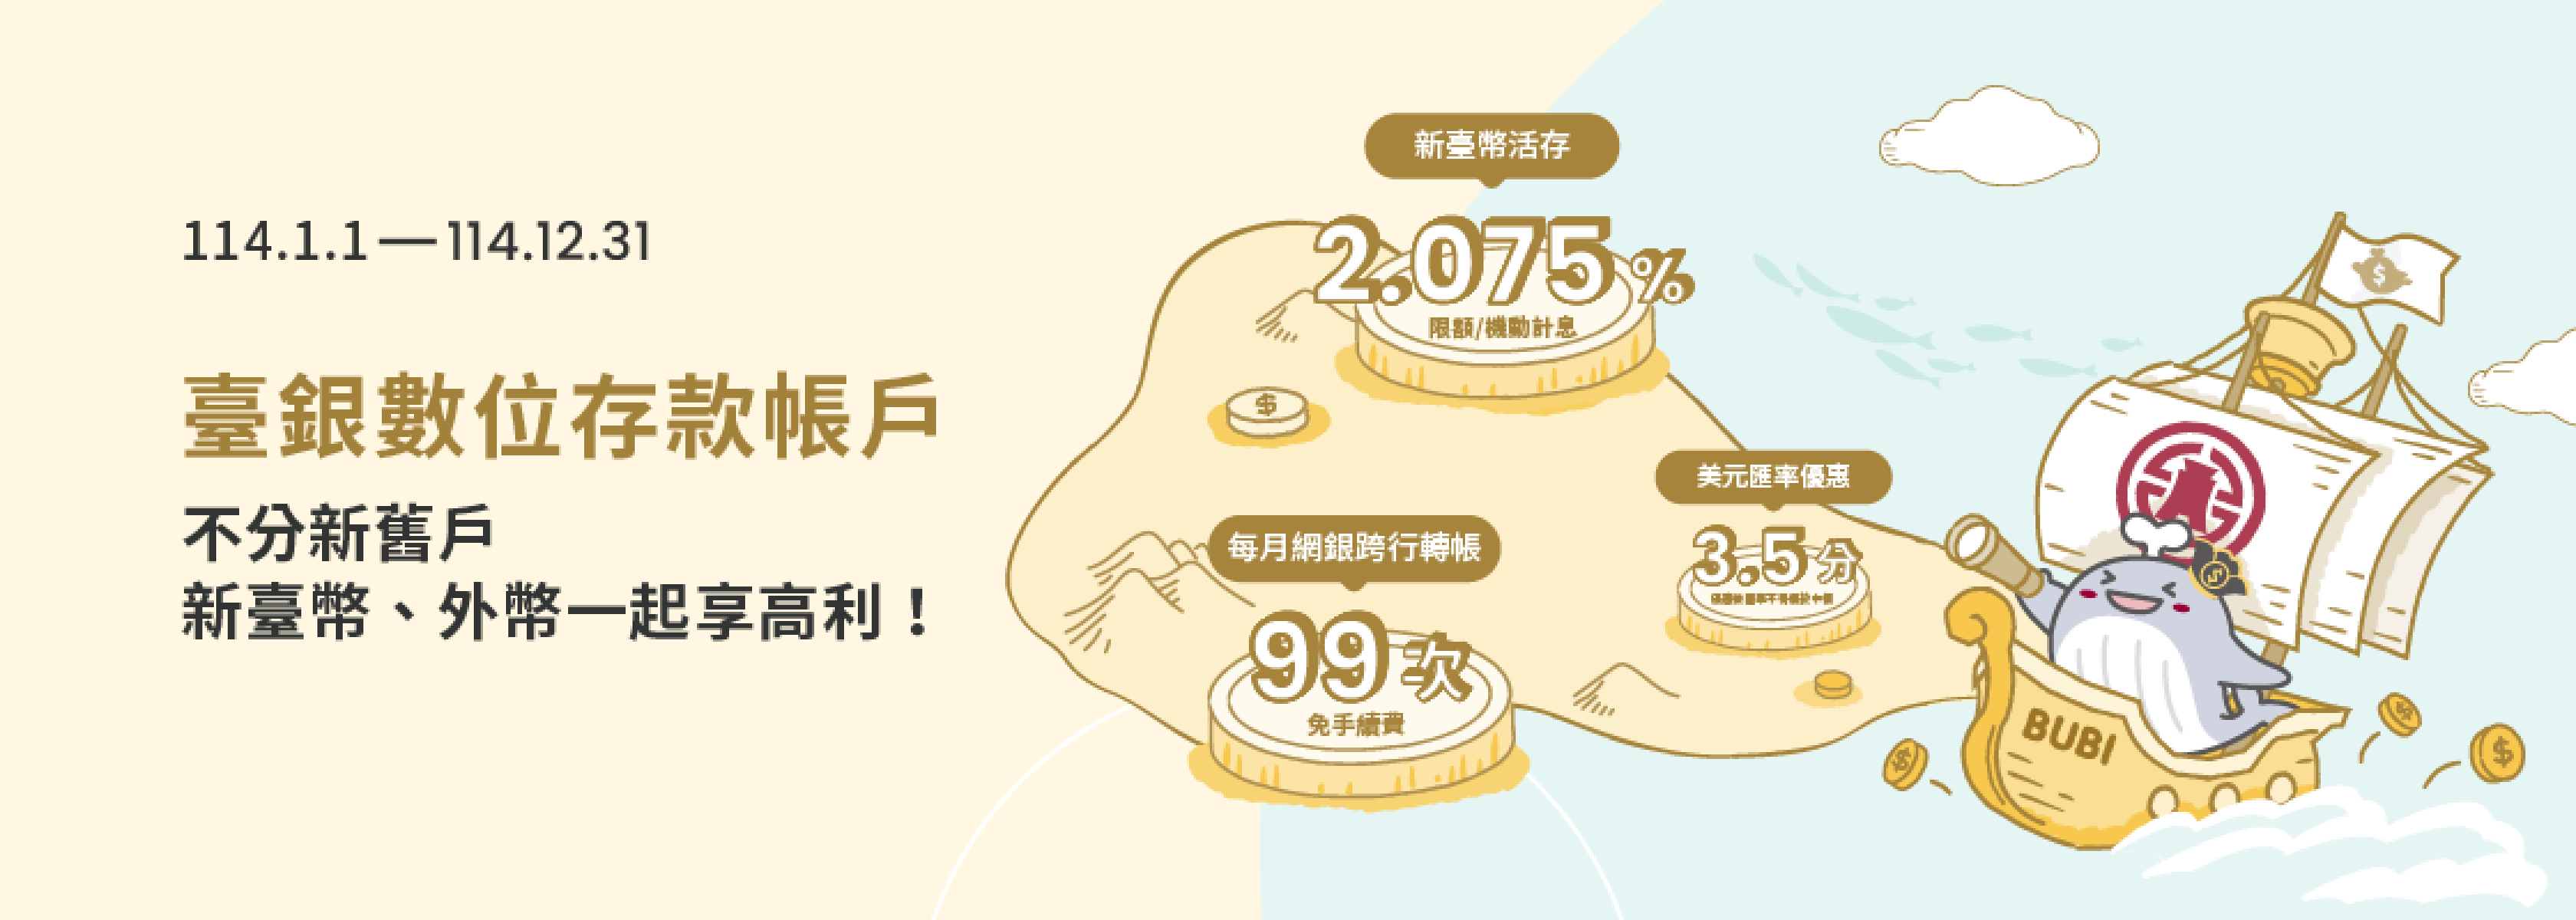 114.1.1—114.12.31
臺銀數位存款帳戶
不分新舊戶
新臺幣、外幣一起享高利！
新臺幣活存
2.075%
限額/機動計息
美元匯率優惠
3.5分
每月網銀跨行轉帳
99次
免手續費
BUBI